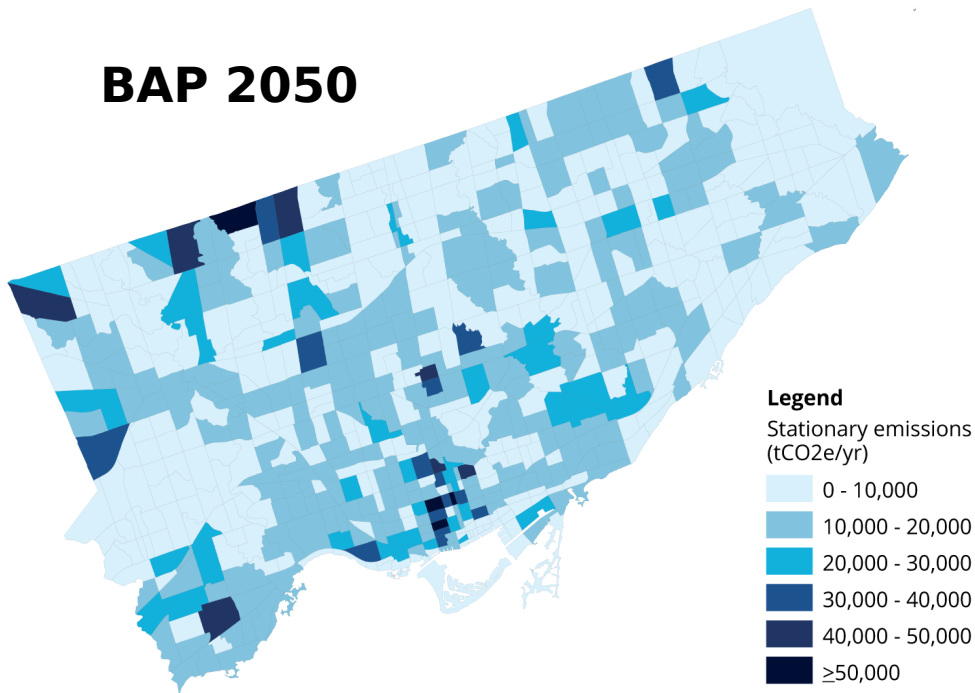 BAP 2050
Legend
Stationary emissions
(tCO2e/yr)
0 - 10,000
10,000 - 20,000
20,000 - 30,000
30,000 - 40,000
40,000 - 50,000
≥50,000